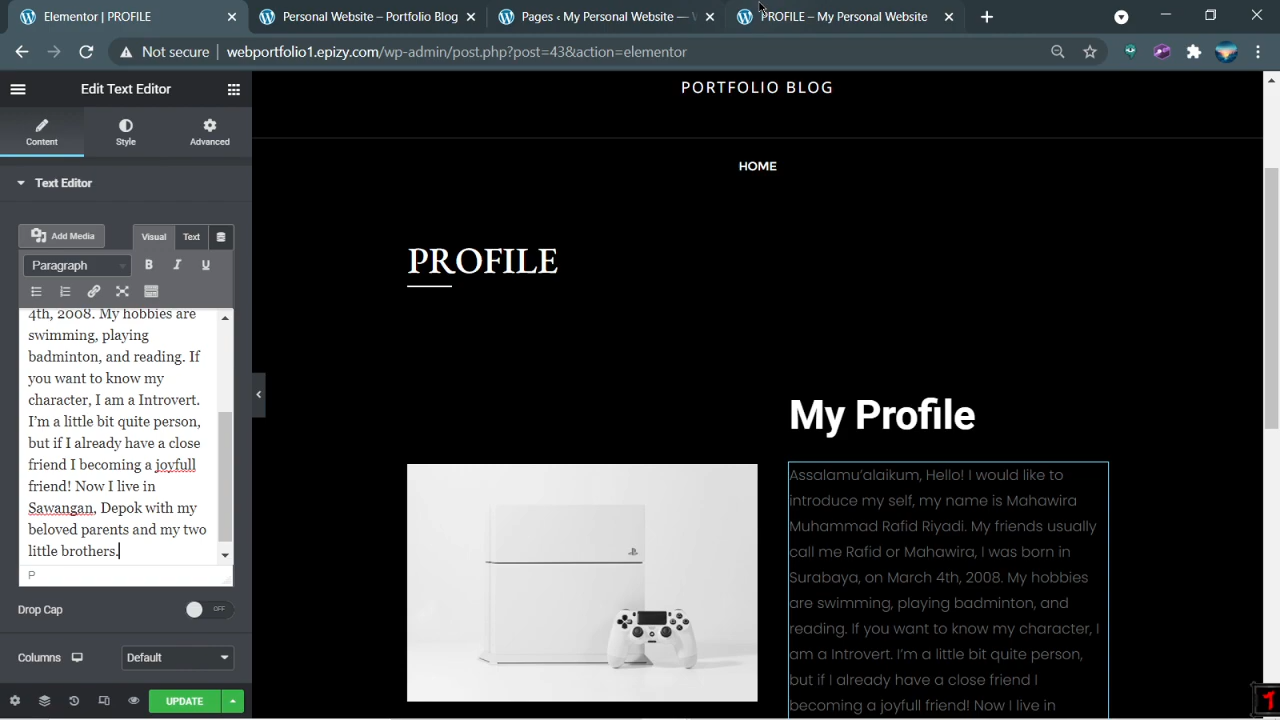 Elementor | PROFILE
Personal Website – Portfolio Blog
Pages ‹ My Personal Website —
PROFILE – My Personal Website
Not secure
webportfolio1.epizy.com/wp-admin/post.php?post=43&action=elementor
Edit Text Editor
Content
Style
Advanced
Text Editor
Add Media
Visual
Text
Paragraph
B
I
U
4th, 2008. My hobbies are
swimming, playing
badminton, and reading. If
you want to know my
character, I am a Introvert.
I’m a little bit quite person,
but if I already have a close
friend I becoming a joyfull
friend! Now I live in
Sawangan, Depok with my
beloved parents and my two
little brothers.
P
Drop Cap
OFF
Columns
Default
UPDATE
PORTFOLIO BLOG
HOME
PROFILE
My Profile
Assalamu’alaikum, Hello! I would like to
introduce my self, my name is Mahawira
Muhammad Rafid Riyadi. My friends usually
call me Rafid or Mahawira, I was born in
Surabaya, on March 4th, 2008. My hobbies
are swimming, playing badminton, and
reading. If you want to know my character, I
am a Introvert. I’m a little bit quite person,
but if I already have a close friend I
becoming a joyfull friend! Now I live in
1